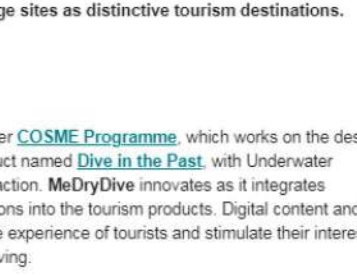 ge sites as distinctive tourism destinations.
er COSME Programme, which works on the des
uct named Dive in the Past, with Underwater
action. MeDryDive innovates as it integrates
ons into the tourism products. Digital content and
e experience of tourists and stimulate their intere
ving.